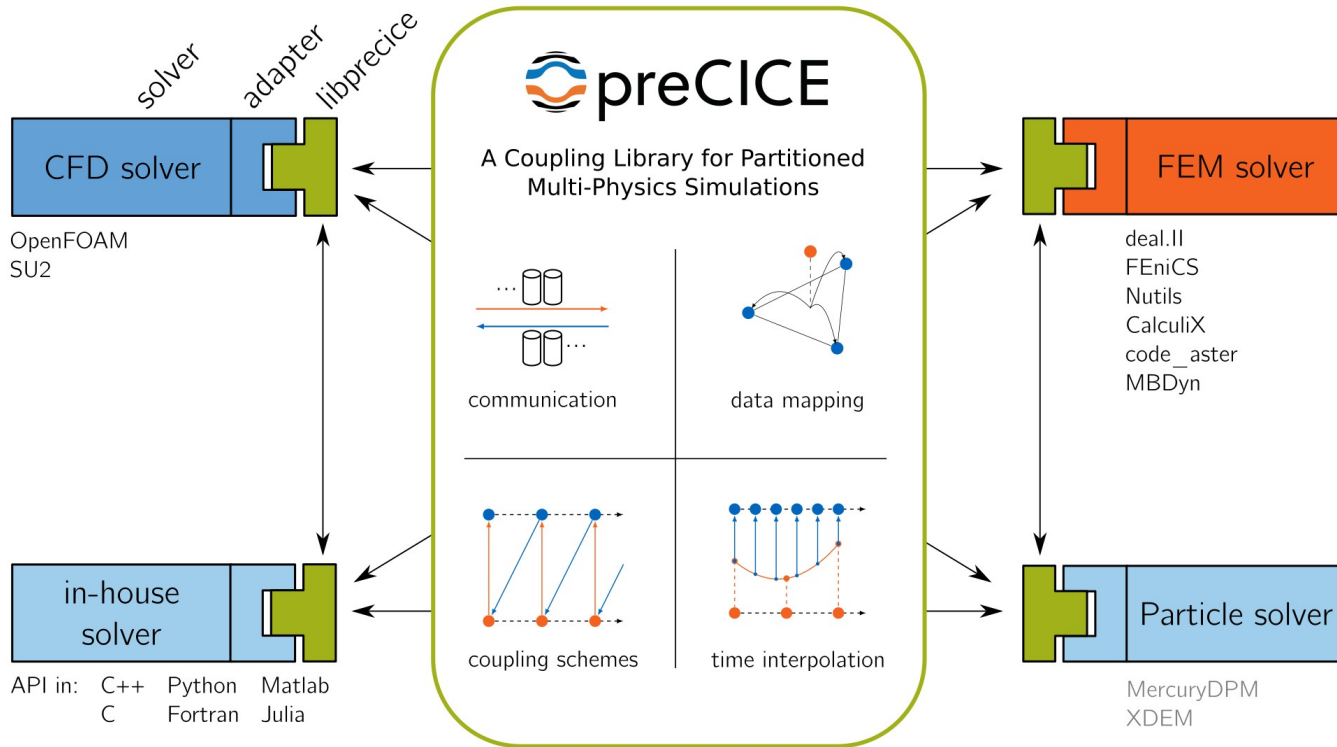 solver
adapter
libprecice
CFD solver
OpenFOAM
SU2
preCICE
A Coupling Library for Partitioned
Multi-Physics Simulations
...
...
communication
data mapping
coupling schemes
time interpolation
FEM solver
deal.II
FEniCS
Nutils
CalculiX
code_aster
MBDyn
in-house
solver
API in: C++ Python Matlab
C Fortran Julia
Particle solver
MercuryDPM
XDEM